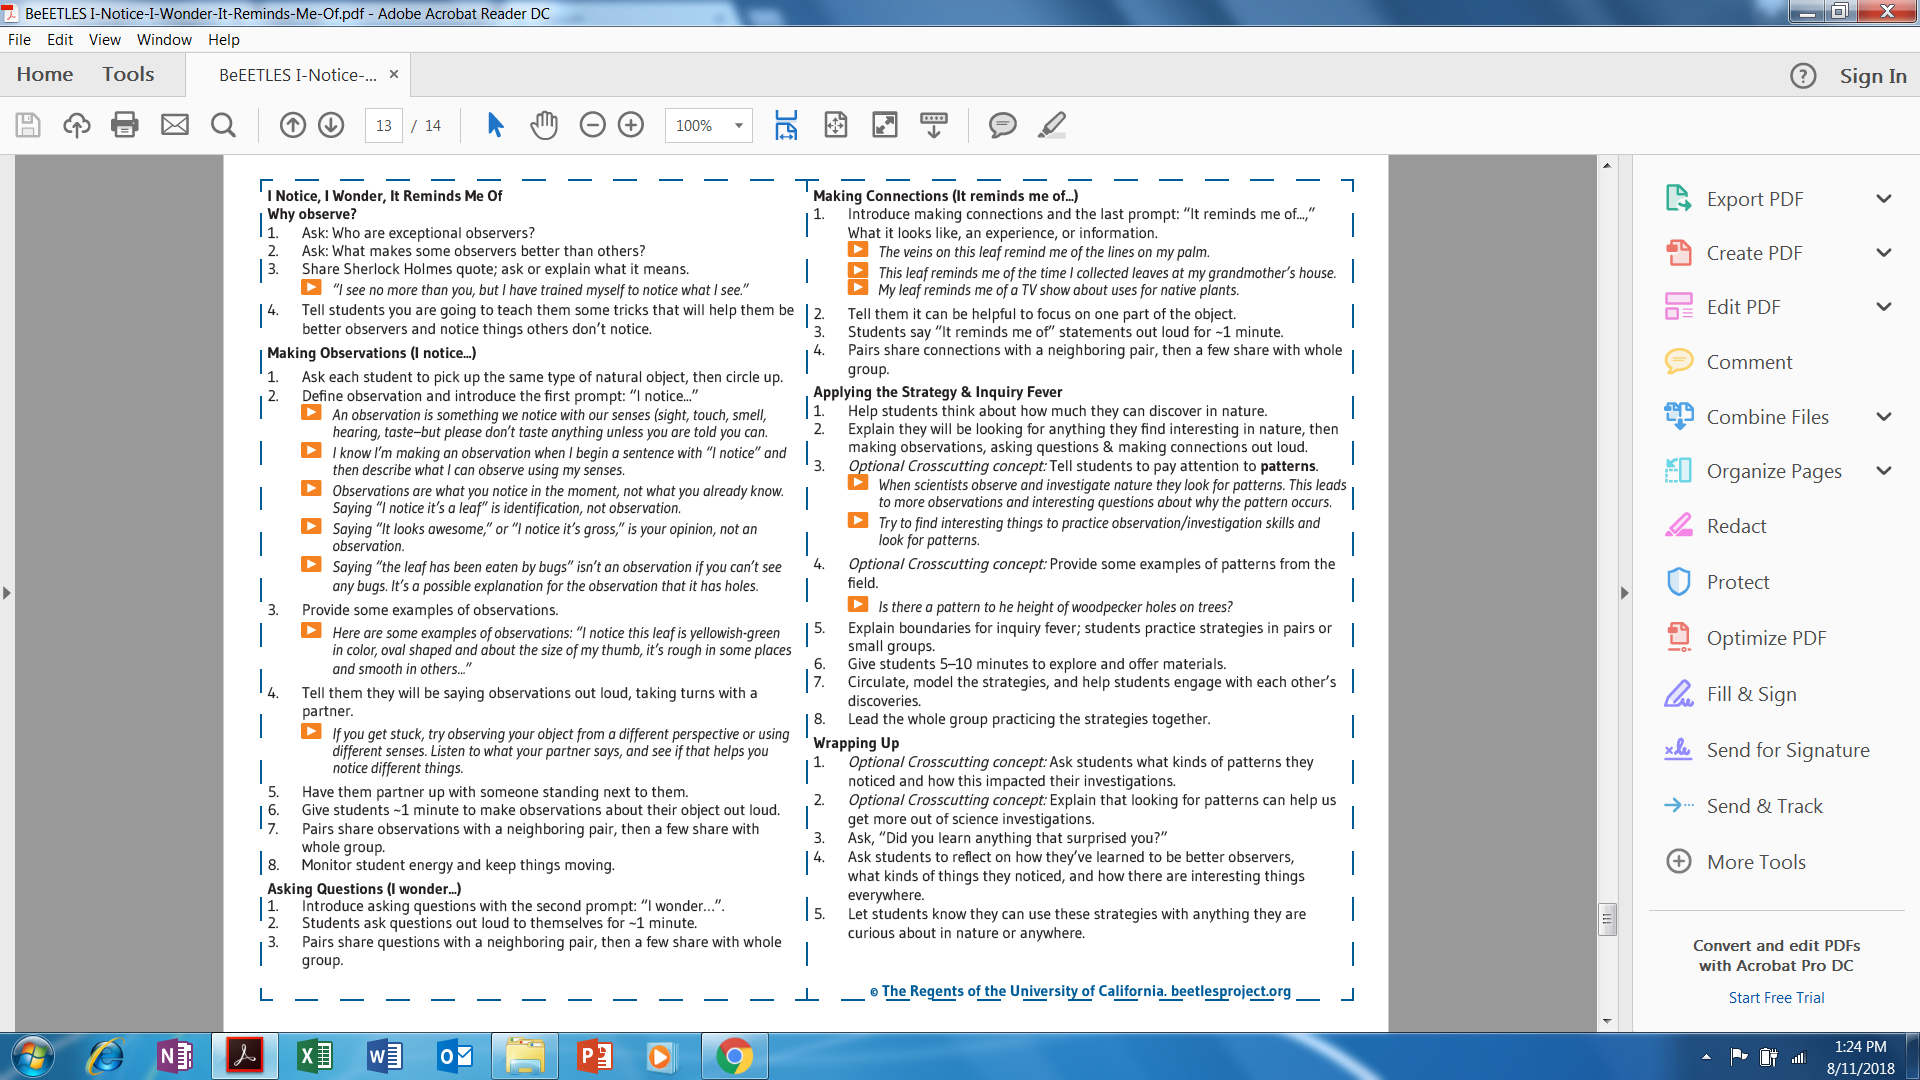 BeEETLES I-Notice-I-Wonder-It-Reminds-Me-Of.pdf - Adobe Acrobat Reader DC
File Edit View Window Help
Home Tools BeEETLES I-Notice-... × ? Sign In
13 / 14 100%
I Notice, I Wonder, It Reminds Me Of
Why observe?
1. Ask: Who are exceptional observers?
2. Ask: What makes some observers better than others?
3. Share Sherlock Holmes quote; ask or explain what it means.
“I see no more than you, but I have trained myself to notice what I see.”
4. Tell students you are going to teach them some tricks that will help them be
better observers and notice things others don’t notice.
Making Observations (I notice…)
1. Ask each student to pick up the same type of natural object, then circle up.
2. Define observation and introduce the first prompt: “I notice…”
An observation is something we notice with our senses (sight, touch, smell,
hearing, taste–but please don’t taste anything unless you are told you can.
I know I’m making an observation when I begin a sentence with “I notice” and
then describe what I can observe using my senses.
Observations are what you notice in the moment, not what you already know.
Saying “I notice it’s a leaf” is identification, not observation.
Saying “It looks awesome,” or “I notice it’s gross,” is your opinion, not an
observation.
Saying “the leaf has been eaten by bugs” isn’t an observation if you can’t see
any bugs. It’s a possible explanation for the observation that it has holes.
3. Provide some examples of observations.
Here are some examples of observations: “I notice this leaf is yellowish-green
in color, oval shaped and about the size of my thumb, it’s rough in some places
and smooth in others…”
4. Tell them they will be saying observations out loud, taking turns with a
partner.
If you get stuck, try observing your object from a different perspective or using
different senses. Listen to what your partner says, and see if that helps you
notice different things.
5. Have them partner up with someone standing next to them.
6. Give students ~1 minute to make observations about their object out loud.
7. Pairs share observations with a neighboring pair, then a few share with
whole group.
8. Monitor student energy and keep things moving.
Asking Questions (I wonder…)
1. Introduce asking questions with the second prompt: “I wonder…”.
2. Students ask questions out loud to themselves for ~1 minute.
3. Pairs share questions with a neighboring pair, then a few share with whole
group.
Making Connections (It reminds me of…)
1. Introduce making connections and the last prompt: “It reminds me of…,”
What it looks like, an experience, or information.
The veins on this leaf remind me of the lines on my palm.
This leaf reminds me of the time I collected leaves at my grandmother’s house.
My leaf reminds me of a TV show about uses for native plants.
2. Tell them it can be helpful to focus on one part of the object.
3. Students say “It reminds me of” statements out loud for ~1 minute.
4. Pairs share connections with a neighboring pair, then a few share with whole
group.
Applying the Strategy & Inquiry Fever
1. Help students think about how much they can discover in nature.
2. Explain they will be looking for anything they find interesting in nature, then
making observations, asking questions & making connections out loud.
3. Optional Crosscutting concept: Tell students to pay attention to patterns.
When scientists observe and investigate nature they look for patterns. This leads
to more observations and interesting questions about why the pattern occurs.
Try to find interesting things to practice observation/investigation skills and
look for patterns.
4. Optional Crosscutting concept: Provide some examples of patterns from the
field.
Is there a pattern to he height of woodpecker holes on trees?
5. Explain boundaries for inquiry fever; students practice strategies in pairs or
small groups.
6. Give students 5–10 minutes to explore and offer materials.
7. Circulate, model the strategies, and help students engage with each other’s
discoveries.
8. Lead the whole group practicing the strategies together.
Wrapping Up
1. Optional Crosscutting concept: Ask students what kinds of patterns they
noticed and how this impacted their investigations.
2. Optional Crosscutting concept: Explain that looking for patterns can help us
get more out of science investigations.
3. Ask, “Did you learn anything that surprised you?”
4. Ask students to reflect on how they’ve learned to be better observers,
what kinds of things they noticed, and how there are interesting things
everywhere.
5. Let students know they can use these strategies with anything they are
curious about in nature or anywhere.
© The Regents of the University of California. beetlesproject.org
Export PDF
Create PDF
Edit PDF
Comment
Combine Files
Organize Pages
Redact
Protect
Optimize PDF
Fill & Sign
Send for Signature
Send & Track
More Tools
Convert and edit PDFs
with Acrobat Pro DC
Start Free Trial
1:24 PM
8/11/2018